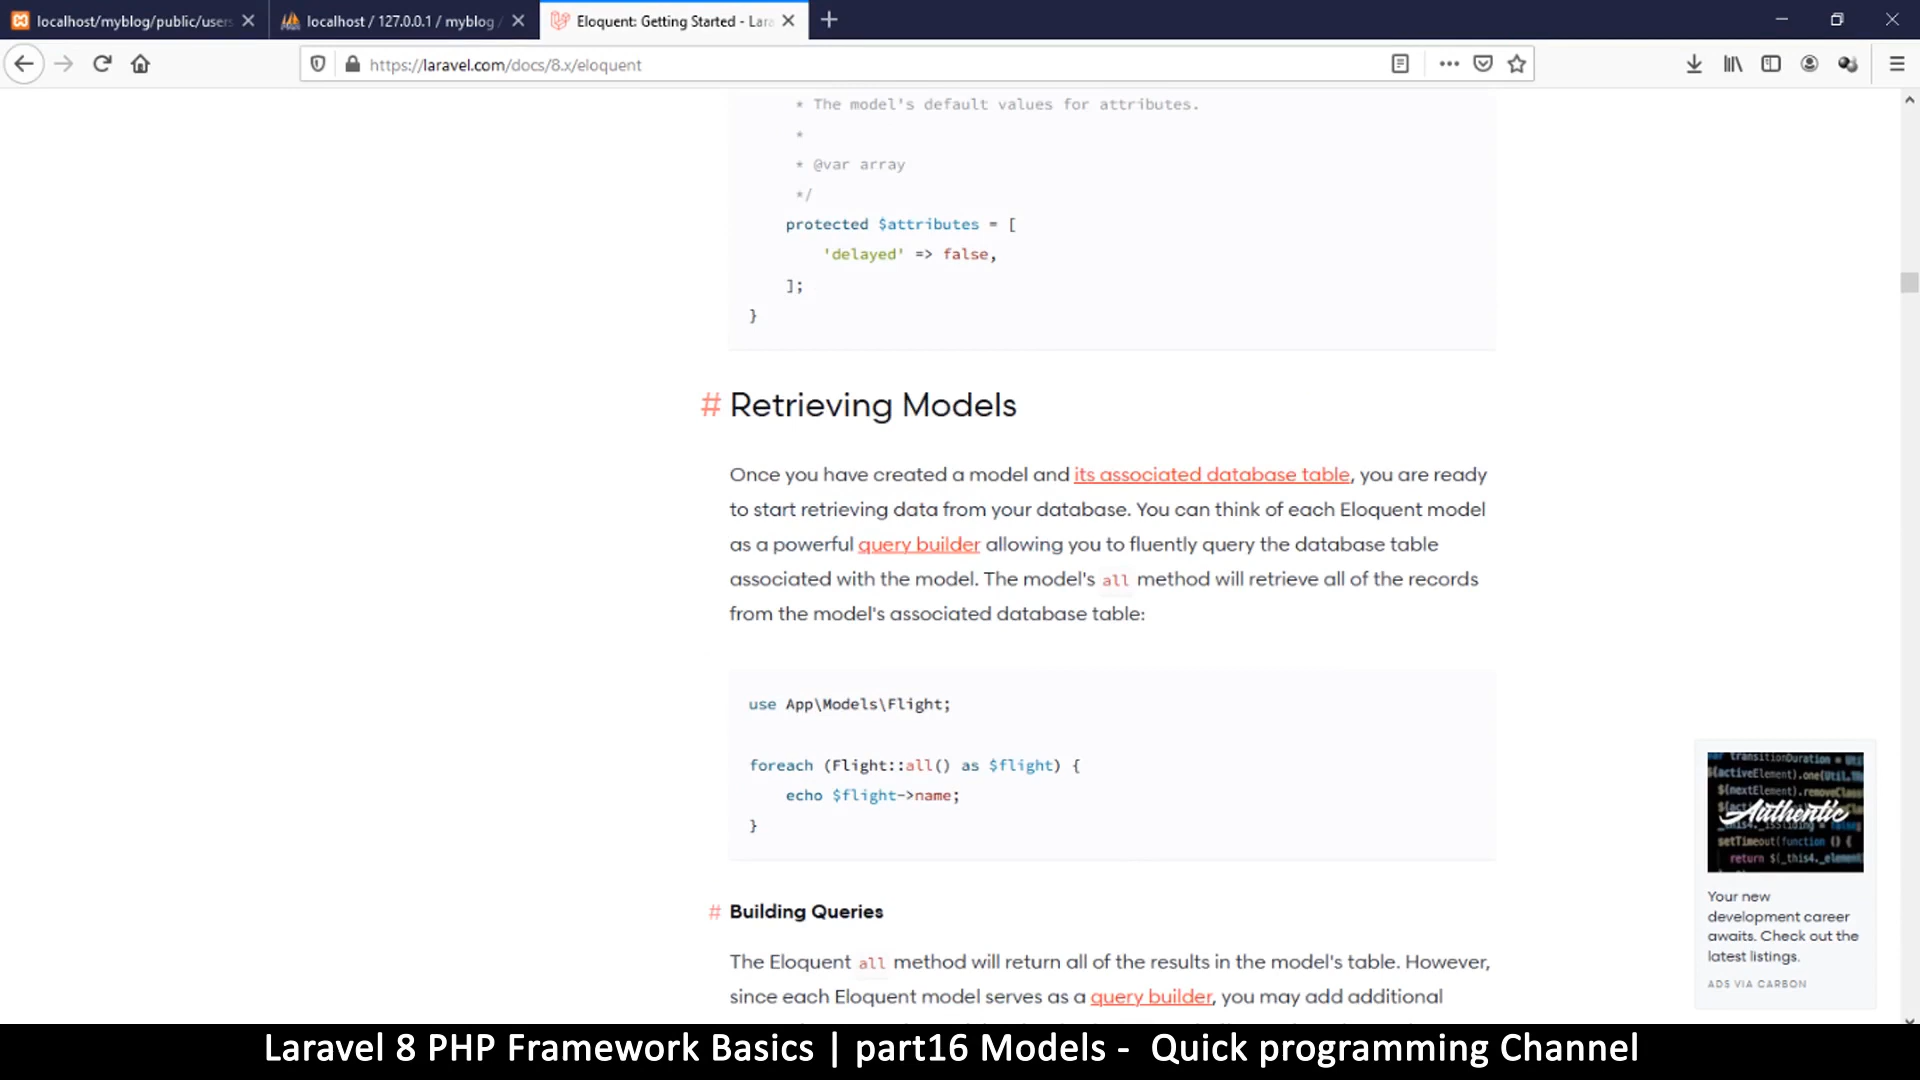 localhost/myblog/public/users
localhost / 127.0.0.1 / myblog /
Eloquent: Getting Started - Lara
https://laravel.com/docs/8.x/eloquent
* The model's default values for attributes.
*
* @var array
*/
protected $attributes = [
'delayed' => false,
];
}
# Retrieving Models
Once you have created a model and its associated database table, you are ready
to start retrieving data from your database. You can think of each Eloquent model
as a powerful query builder allowing you to fluently query the database table
associated with the model. The model's all method will retrieve all of the records
from the model's associated database table:
use App\Models\Flight;
foreach (Flight::all() as $flight) {
echo $flight->name;
}
# Building Queries
The Eloquent all method will return all of the results in the model's table. However,
since each Eloquent model serves as a query builder, you may add additional
Authentic
Your new
development career
awaits. Check out the
latest listings.
ADS VIA CARBON
Laravel 8 PHP Framework Basics | part16 Models - Quick programming Channel